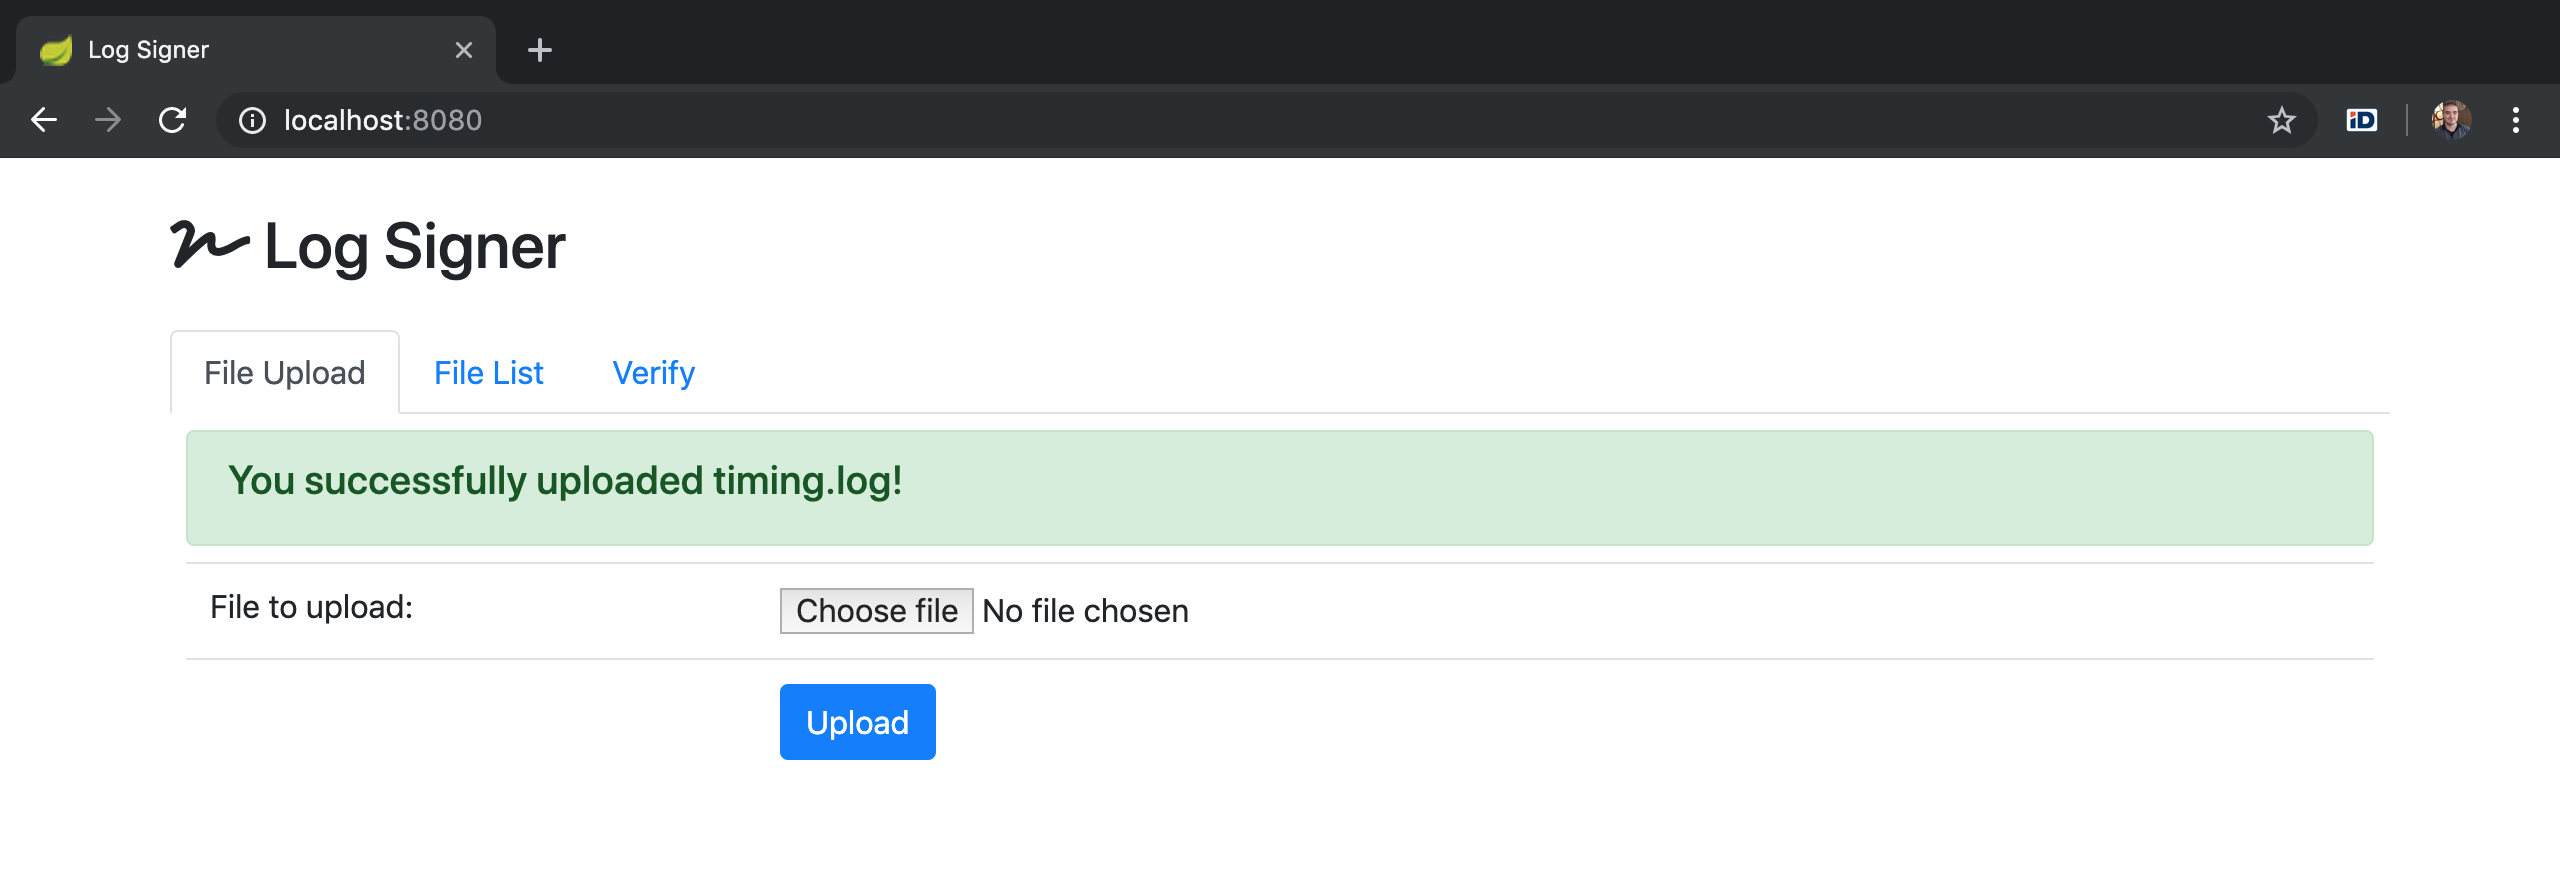 Log Signer
localhost:8080
iD
Log Signer
File Upload File List Verify
You successfully uploaded timing.log!
File to upload: Choose file No file chosen
Upload